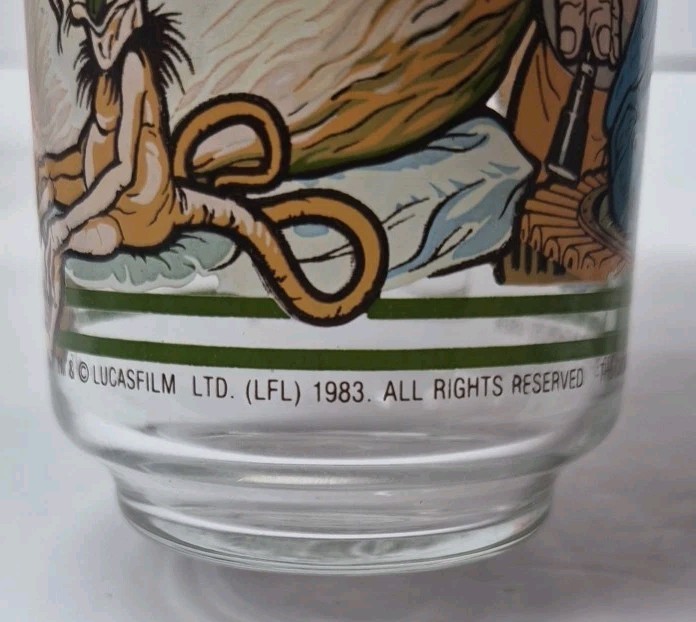 & © LUCASFILM LTD. (LFL) 1983. ALL RIGHTS RESERVED